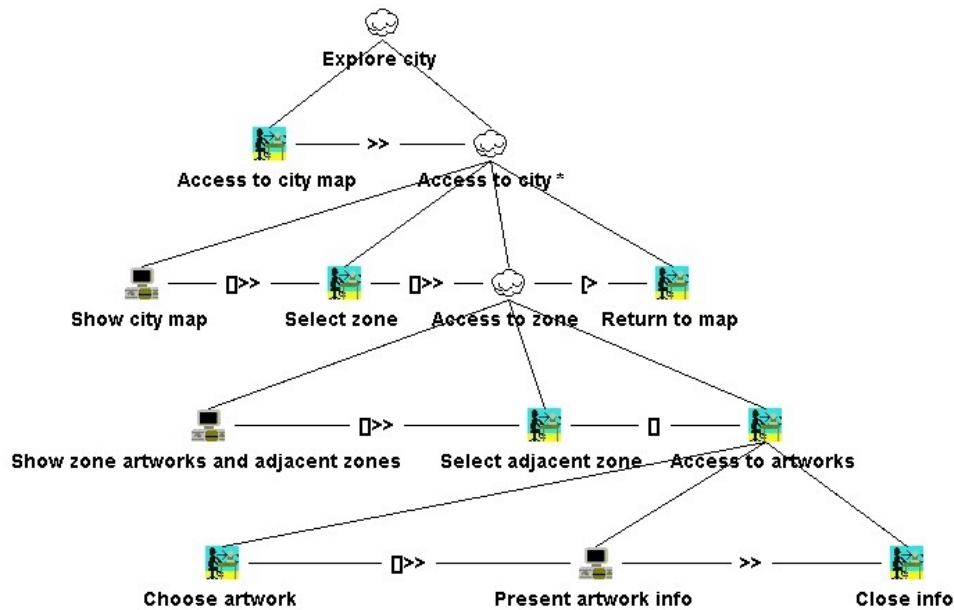 Explore city
>>
Access to city map Access to city *
[]>> []>> [>
Show city map Select zone Access to zone Return to map
[]>> []
Show zone artworks and adjacent zones Select adjacent zone Access to artworks
[]>> >>
Choose artwork Present artwork info Close info